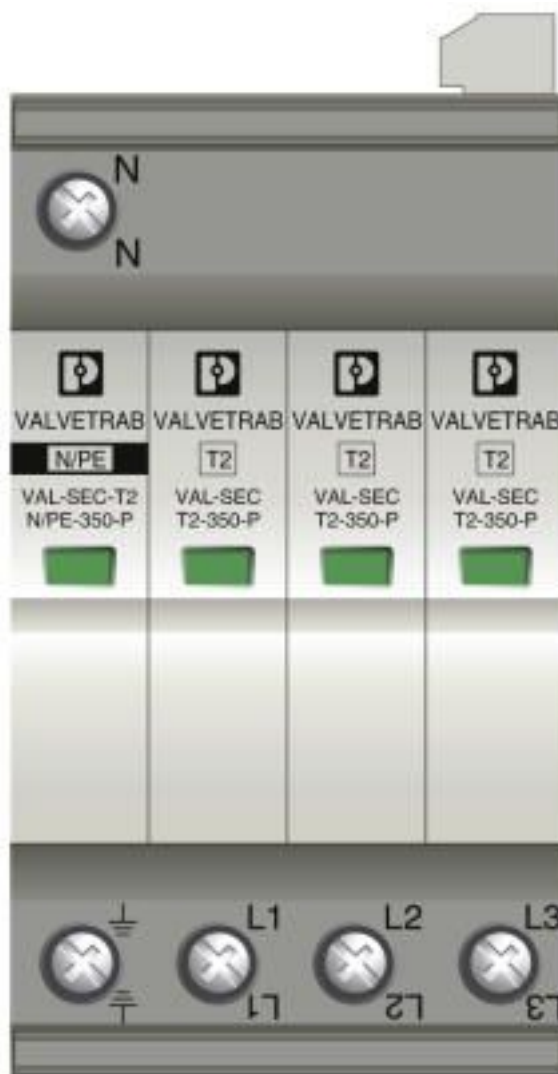 N
N
VALVETRAB
N/PE
VAL-SEC-T2
N/PE-350-P
VALVETRAB
T2
VAL-SEC
T2-350-P
VALVETRAB
T2
VAL-SEC
T2-350-P
VALVETRAB
T2
VAL-SEC
T2-350-P
L1
L2
L3
L1
L2
L3